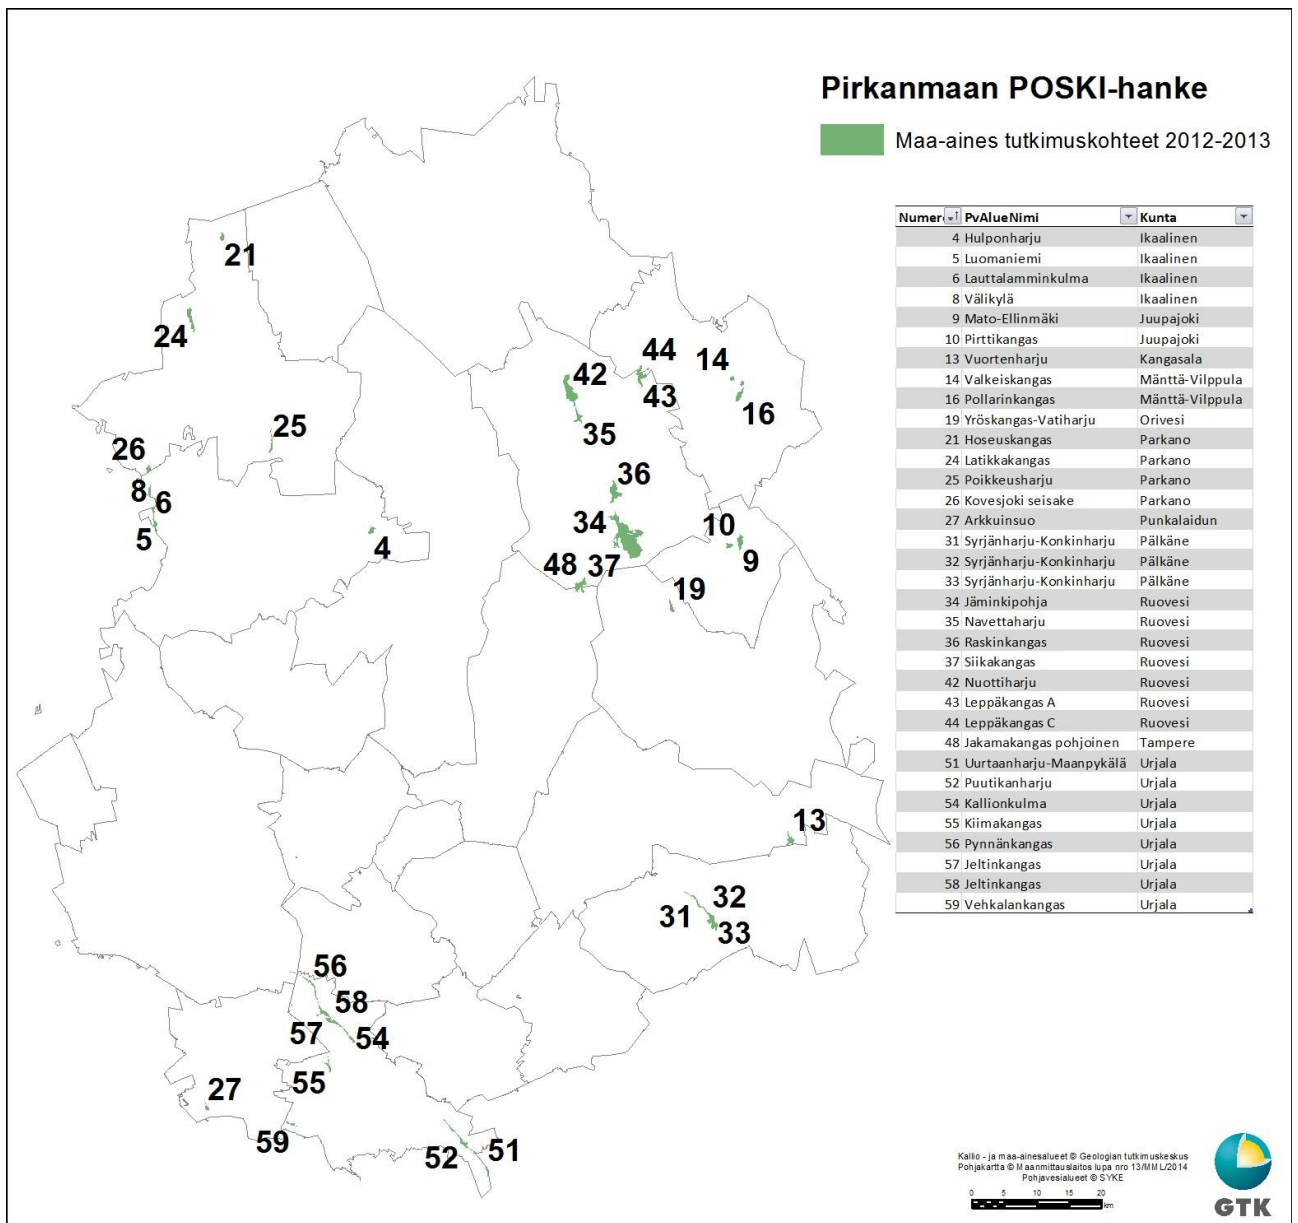 Pirkanmaan POSKI-hanke
Maa-aines tutkimuskohteet 2012-2013
Numer PvAlueNimi Kunta
4 Hulponharju Ikaalinen
5 Luomaniemi Ikaalinen
6 Lauttalamminkulma Ikaalinen
8 Välikylä Ikaalinen
9 Mato-Ellinmäki Juupajoki
10 Pirttikangas Juupajoki
13 Vuortenharju Kangasala
14 Valkeiskangas Mänttä-Vilppula
16 Pollarinkangas Mänttä-Vilppula
19 Yröskangas-Vatiharju Orivesi
21 Hoseuskangas Parkano
24 Latikkakangas Parkano
25 Poikkeusharju Parkano
26 Kovesjoki seisake Parkano
27 Arkkuinsuo Punkalaidun
31 Syrjänharju-Konkinharju Pälkäne
32 Syrjänharju-Konkinharju Pälkäne
33 Syrjänharju-Konkinharju Pälkäne
34 Jäminkipohja Ruovesi
35 Navettaharju Ruovesi
36 Raskinkangas Ruovesi
37 Siikakangas Ruovesi
42 Nuottiharju Ruovesi
43 Leppäkangas A Ruovesi
44 Leppäkangas C Ruovesi
48 Jakamakangas pohjoinen Tampere
51 Uurtaanharju-Maanpykälä Urjala
52 Puutikanharju Urjala
54 Kallionkulma Urjala
55 Kiimakangas Urjala
56 Pynnänkangas Urjala
57 Jeltinkangas Urjala
58 Jeltinkangas Urjala
59 Vehkalankangas Urjala
21
24
44
14
42
43
16
35
25
26
36
8
6
34
10
5
4
9
48
37
19
13
32
31
33
56
58
57
54
55
27
59
52
51
Kallio - ja maa-ainesalueet © Geologian tutkimuskeskus
Pohjakartta © Maanmittauslaitos lupa nro 13/MML/2014
Pohjavesialueet © SYKE
0 5 10 15 20
km
GTK